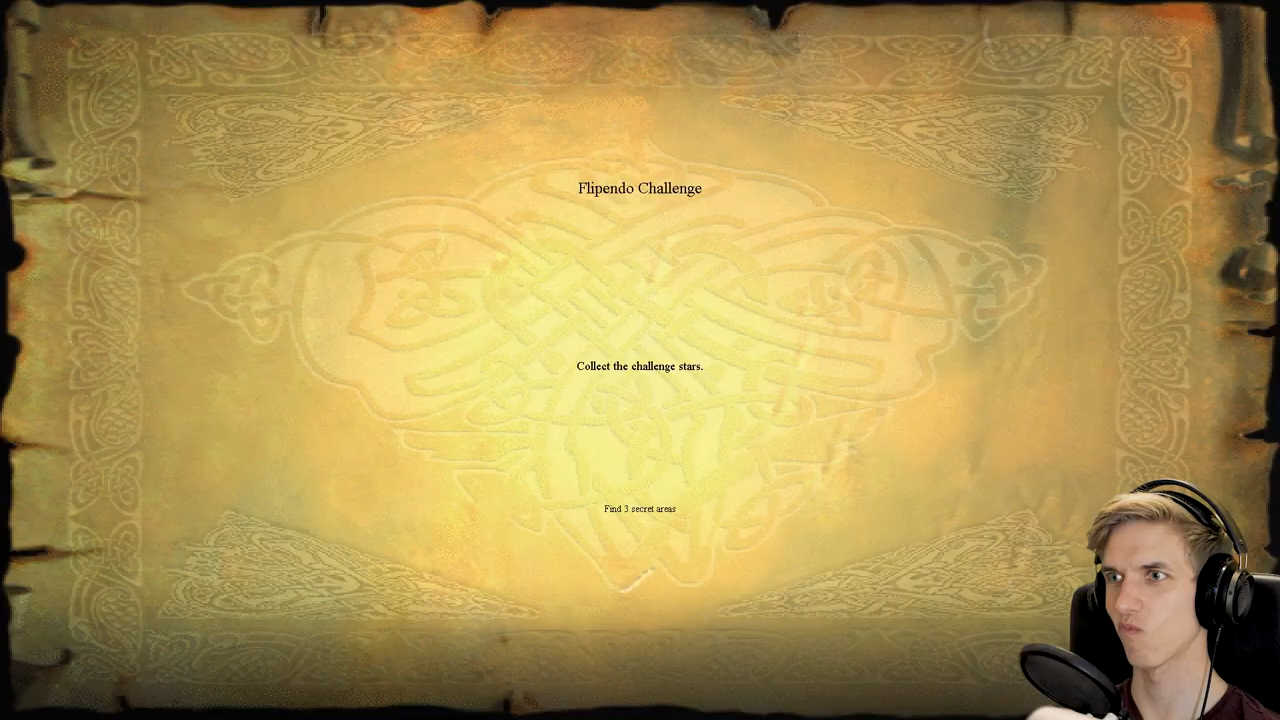 Flipendo Challenge
Collect the challenge stars.
Find 3 secret areas